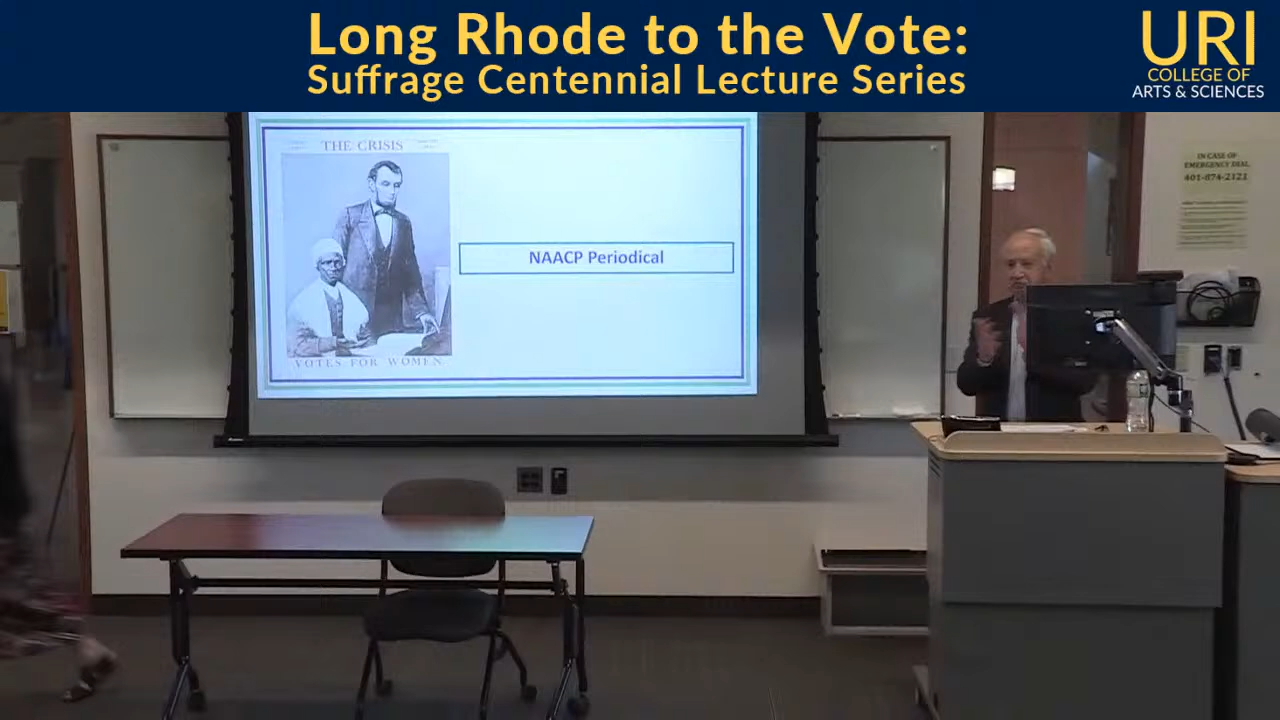 Long Rhode to the Vote:
Suffrage Centennial Lecture Series
URI
COLLEGE OF
ARTS & SCIENCES
THE CRISIS
NAACP Periodical
VOTES FOR WOMEN
IN CASE OF
EMERGENCY DIAL
401-874-2121